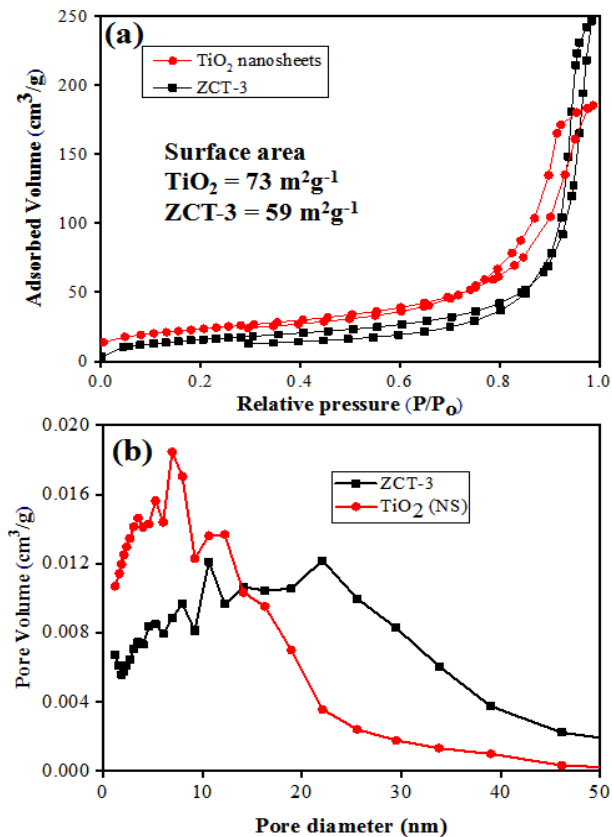 (a)
TiO2 nanosheets
ZCT-3
Surface area
TiO2 = 73 m²g⁻¹
ZCT-3 = 59 m²g⁻¹
Adsorbed Volume (cm³/g)
250
200
150
100
50
0
0.0 0.2 0.4 0.6 0.8 1.0
Relative pressure (P/Po)
(b)
ZCT-3
TiO2 (NS)
Pore Volume (cm³/g)
0.020
0.016
0.012
0.008
0.004
0.000
0 10 20 30 40 50
Pore diameter (nm)